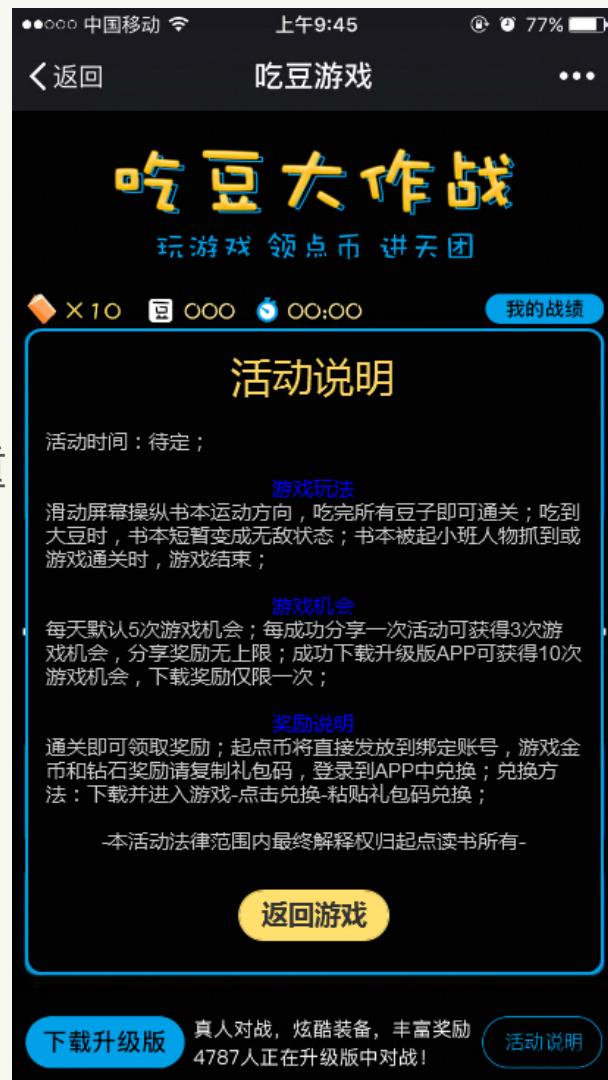 中国移动 上午9:45 77%
返回 吃豆游戏
吃豆大作战
玩游戏 领点币 进天团
×10 豆 000 00:00 我的战绩
活动说明
活动时间：待定；
游戏玩法
滑动屏幕操纵书本运动方向，吃完所有豆子即可通关；吃到
大豆时，书本短暂变成无敌状态；书本被起小班人物抓到或
游戏通关时，游戏结束；
游戏机会
每天默认5次游戏机会；每成功分享一次活动可获得3次游
戏机会，分享奖励无上限；成功下载升级版APP可获得10次
游戏机会，下载奖励仅限一次；
奖励说明
通关即可领取奖励；起点币将直接发放到绑定账号，游戏金
币和钻石奖励请复制礼包码，登录到APP中兑换；兑换方
法：下载并进入游戏-点击兑换-粘贴礼包码兑换；
-本活动法律范围内最终解释权归起点读书所有-
返回游戏
下载升级版 真人对战，炫酷装备，丰富奖励
4787人正在升级版中对战！ 活动说明